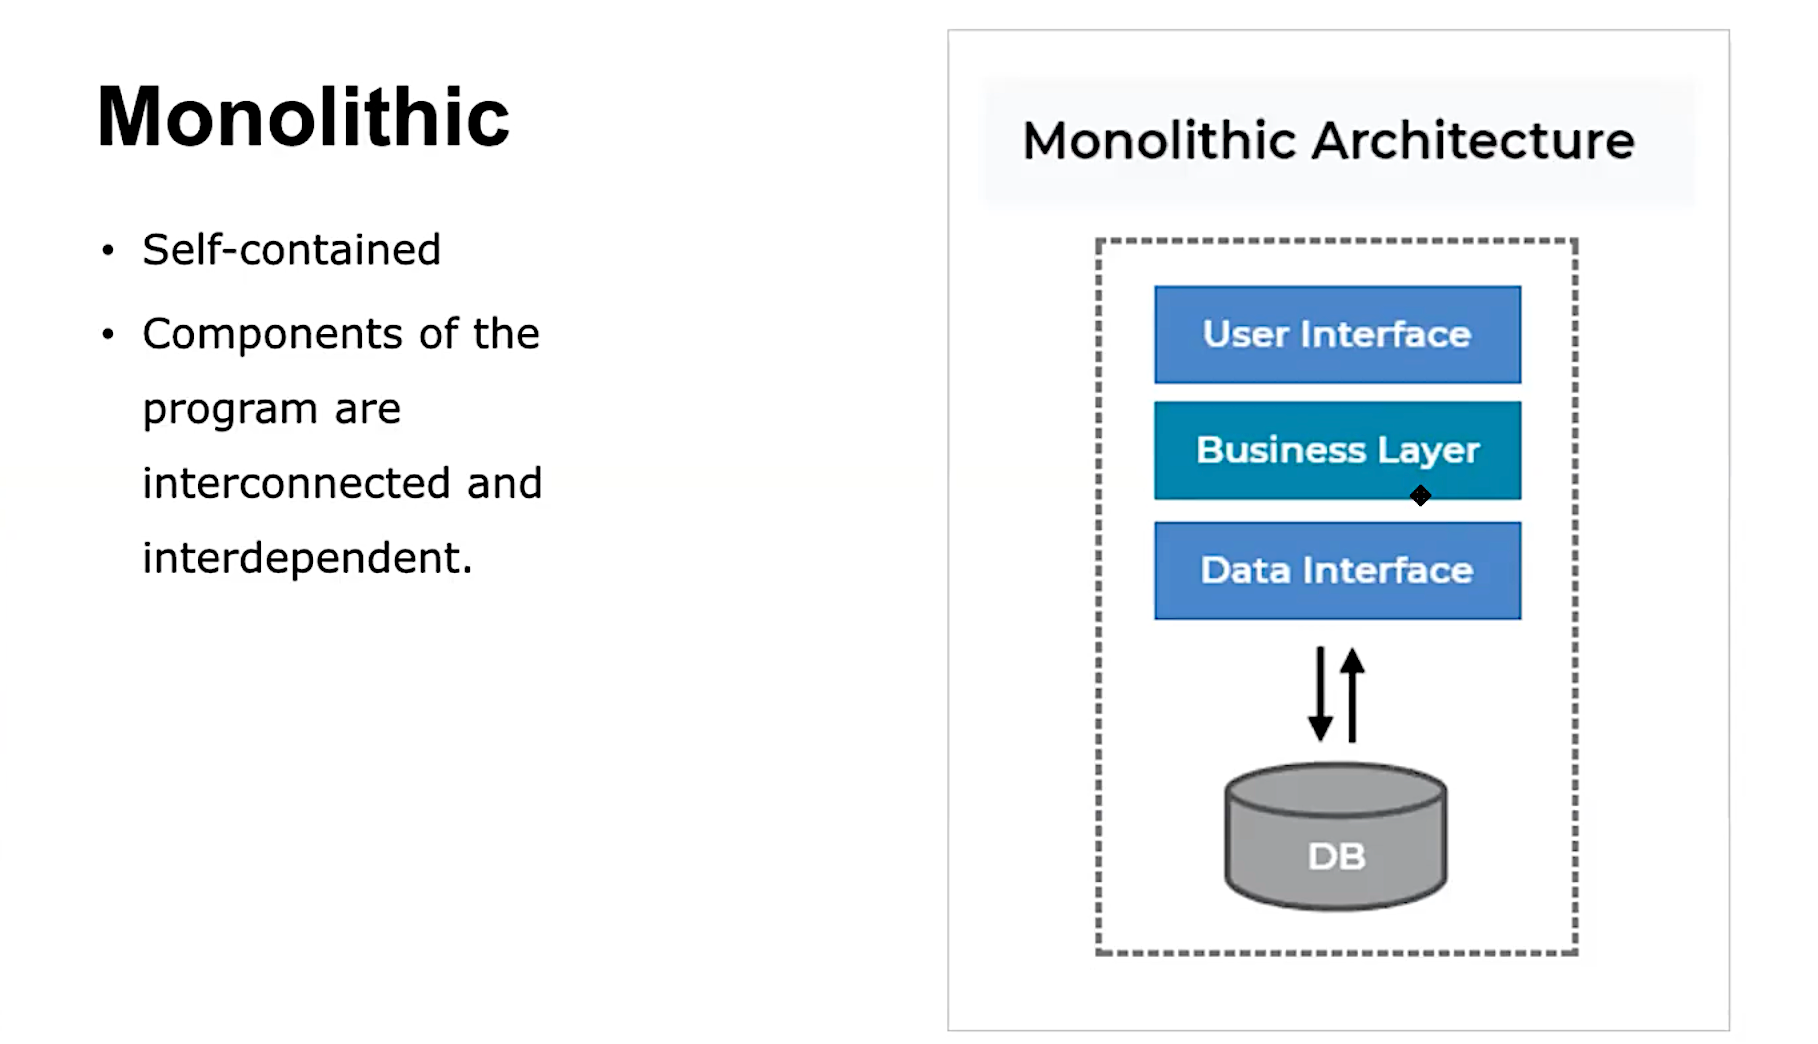 Monolithic
• Self-contained
• Components of the
program are
interconnected and
interdependent.
Monolithic Architecture
User Interface
Business Layer
Data Interface
DB